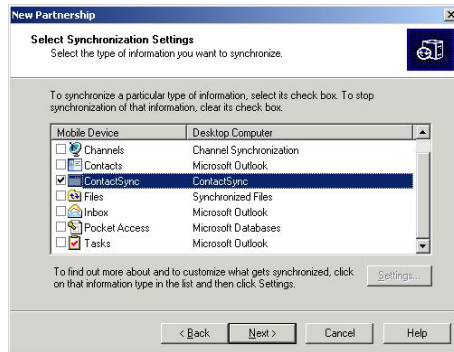 New Partnership
Select Synchronization Settings
Select the type of information you want to synchronize.
To synchronize a particular type of information, select its check box. To stop
synchronization of that information, clear its check box.
Mobile Device Desktop Computer
Channels Channel Synchronization
Contacts Microsoft Outlook
ContactSync ContactSync
Files Synchronized Files
Inbox Microsoft Outlook
Pocket Access Microsoft Databases
Tasks Microsoft Outlook
To find out more about and to customize what gets synchronized, click
on that information type in the list and then click Settings.
Settings...
< Back Next > Cancel Help